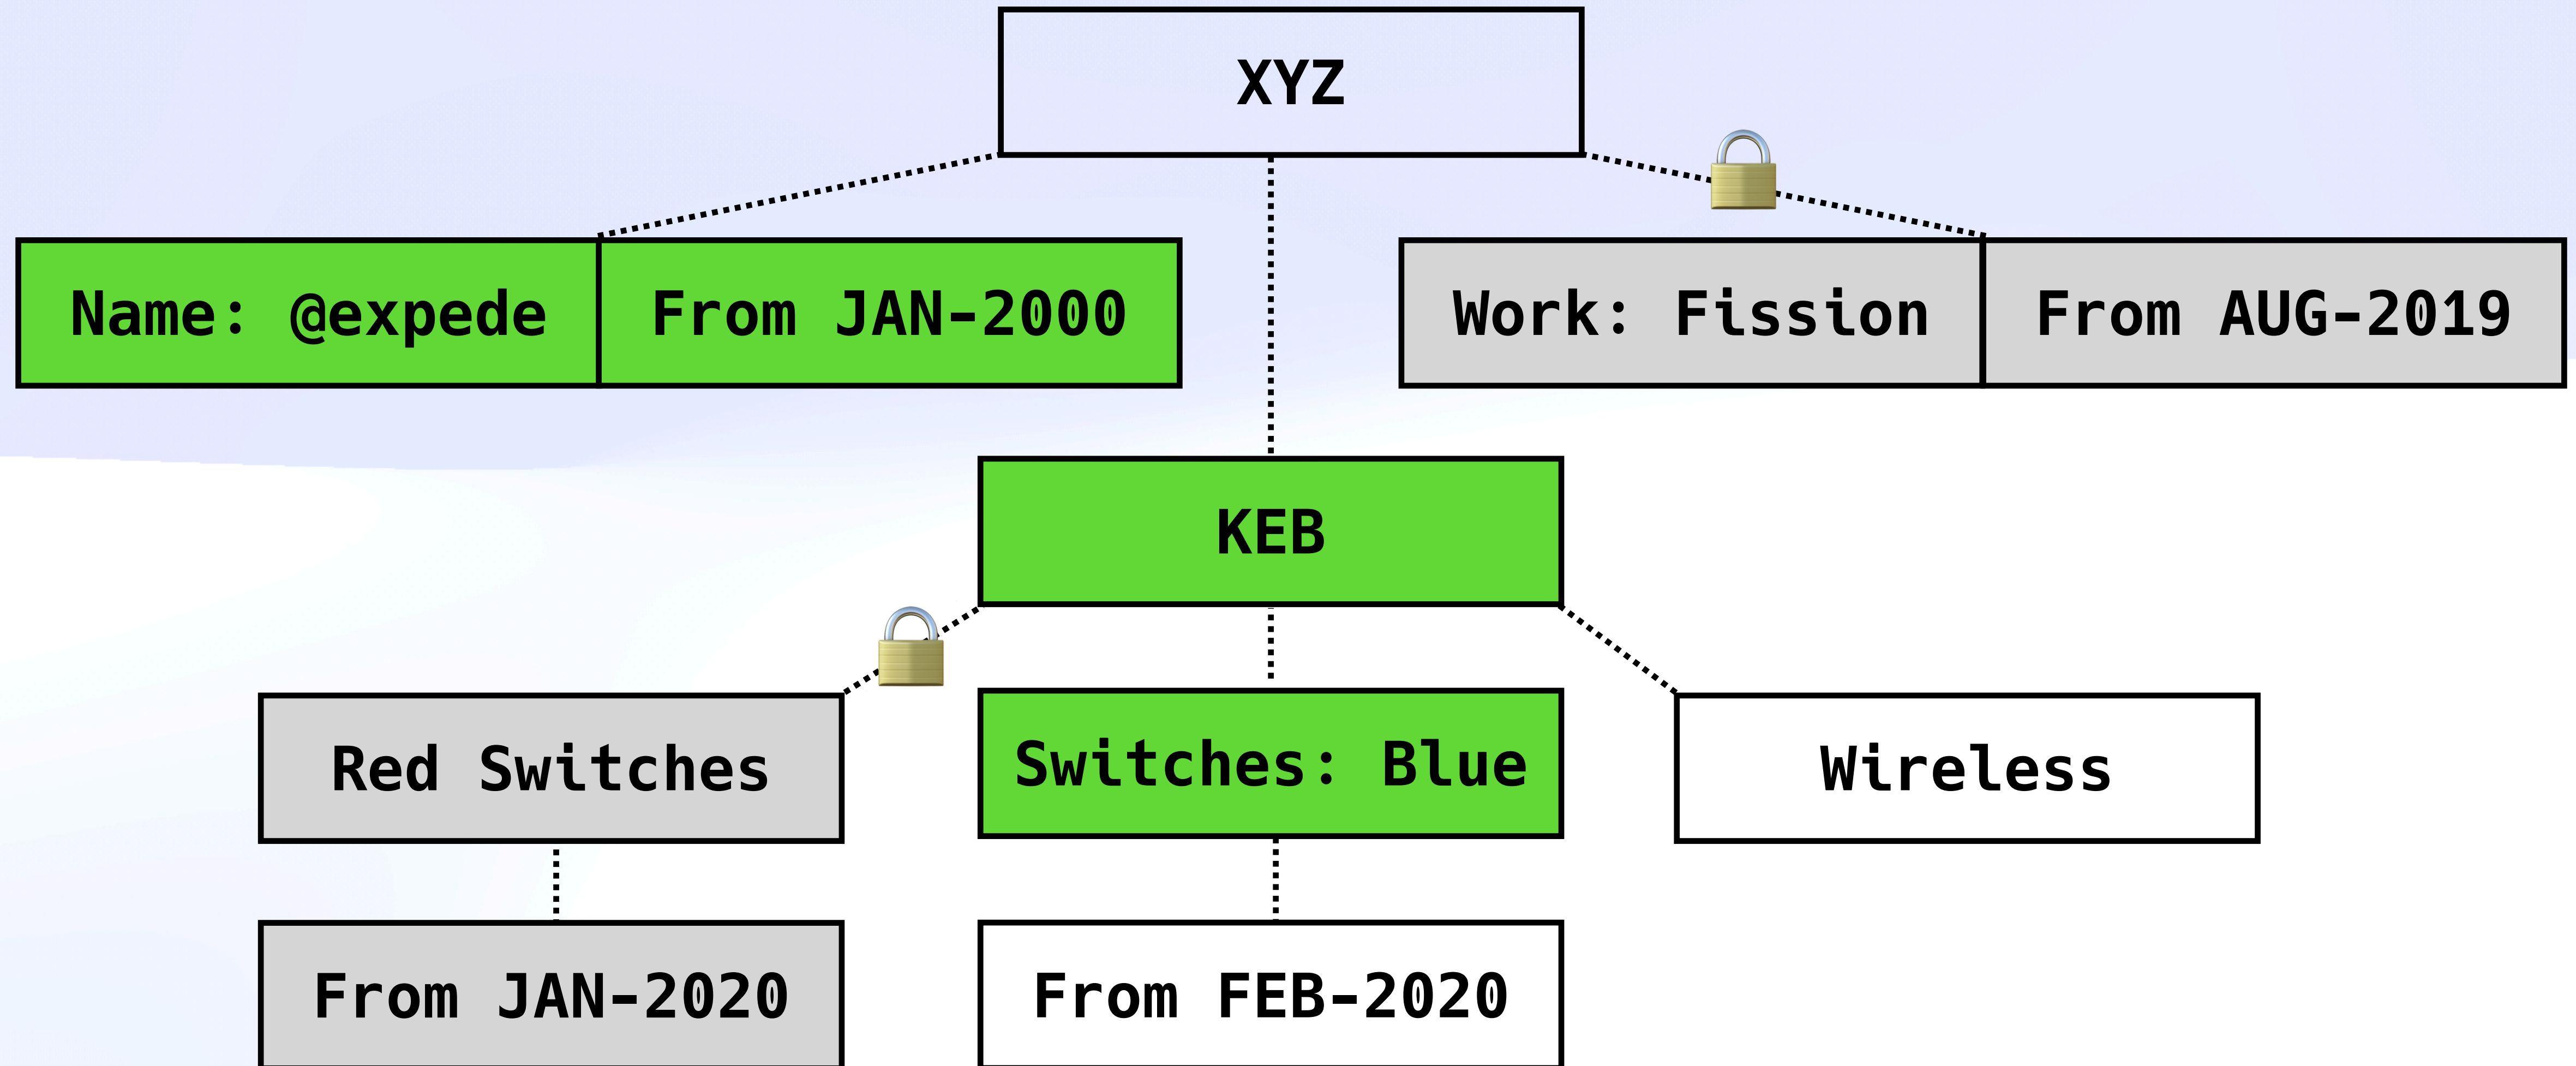 XYZ
Name: @expede
From JAN-2000
Work: Fission
From AUG-2019
KEB
Red Switches
Switches: Blue
Wireless
From JAN-2020
From FEB-2020